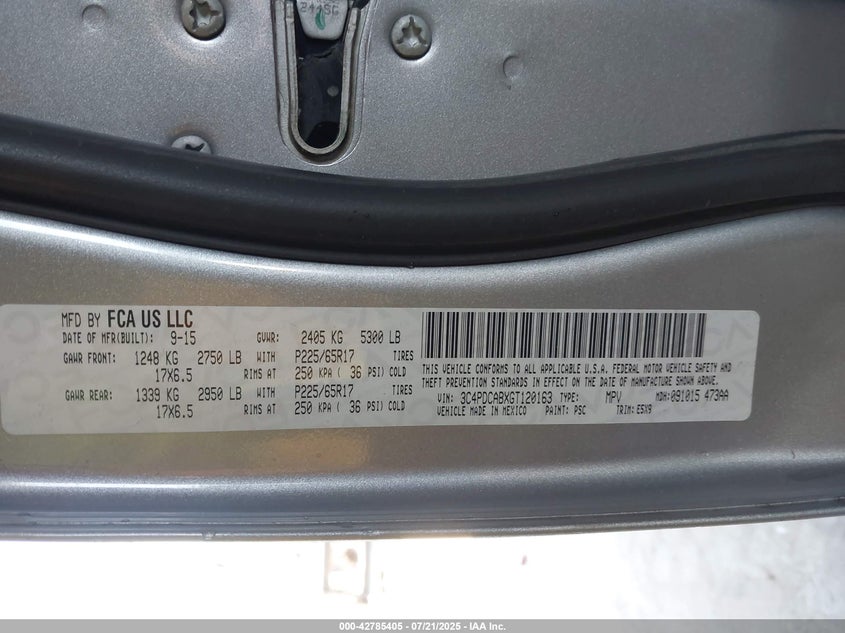 MFD BY FCA US LLC
DATE OF MFR(BUILT): 9-15 GVWR: 2405 KG 5300 LB
GAWR FRONT: 1248 KG 2750 LB WITH P225/65R17 TIRES
17X6.5 RIMS AT 250 KPA ( 36 PSI) COLD
GAWR REAR: 1339 KG 2950 LB WITH P225/65R17 TIRES
17X6.5 RIMS AT 250 KPA ( 36 PSI) COLD
THIS VEHICLE CONFORMS TO ALL APPLICABLE U.S.A. FEDERAL MOTOR VEHICLE SAFETY AND
THEFT PREVENTION STANDARDS IN EFFECT ON THE DATE OF MANUFACTURE SHOWN ABOVE.
VIN: 3C4PDCABXGT120163 TYPE: MPV MDH: 091015 473AA
VEHICLE MADE IN MEXICO PAINT: PSC TRIM: E5X9
000-42785405 - 07/21/2025 - IAA Inc.